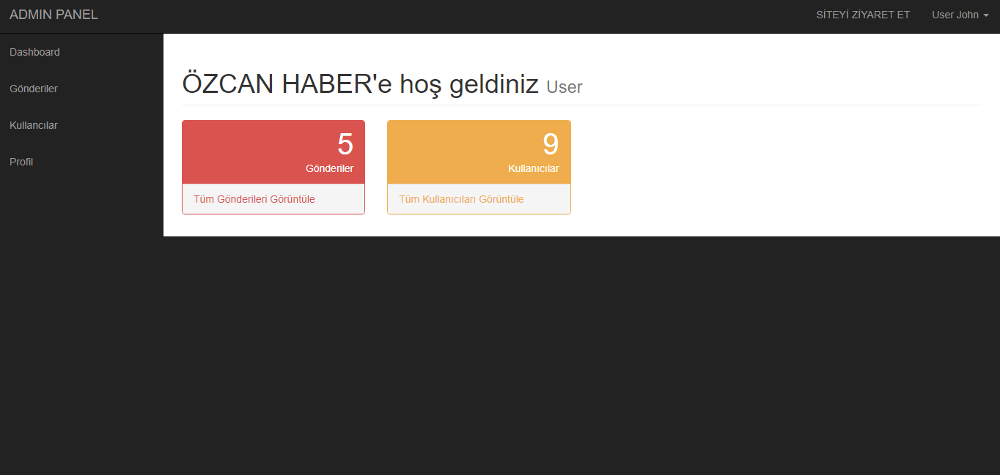 ADMIN PANEL
SİTEYİ ZİYARET ET
User John
Dashboard
Gönderiler
Kullancılar
Profil
ÖZCAN HABER'e hoş geldiniz User
5
Gönderiler
Tüm Gönderileri Görüntüle
9
Kullanıcılar
Tüm Kullanıcıları Görüntüle